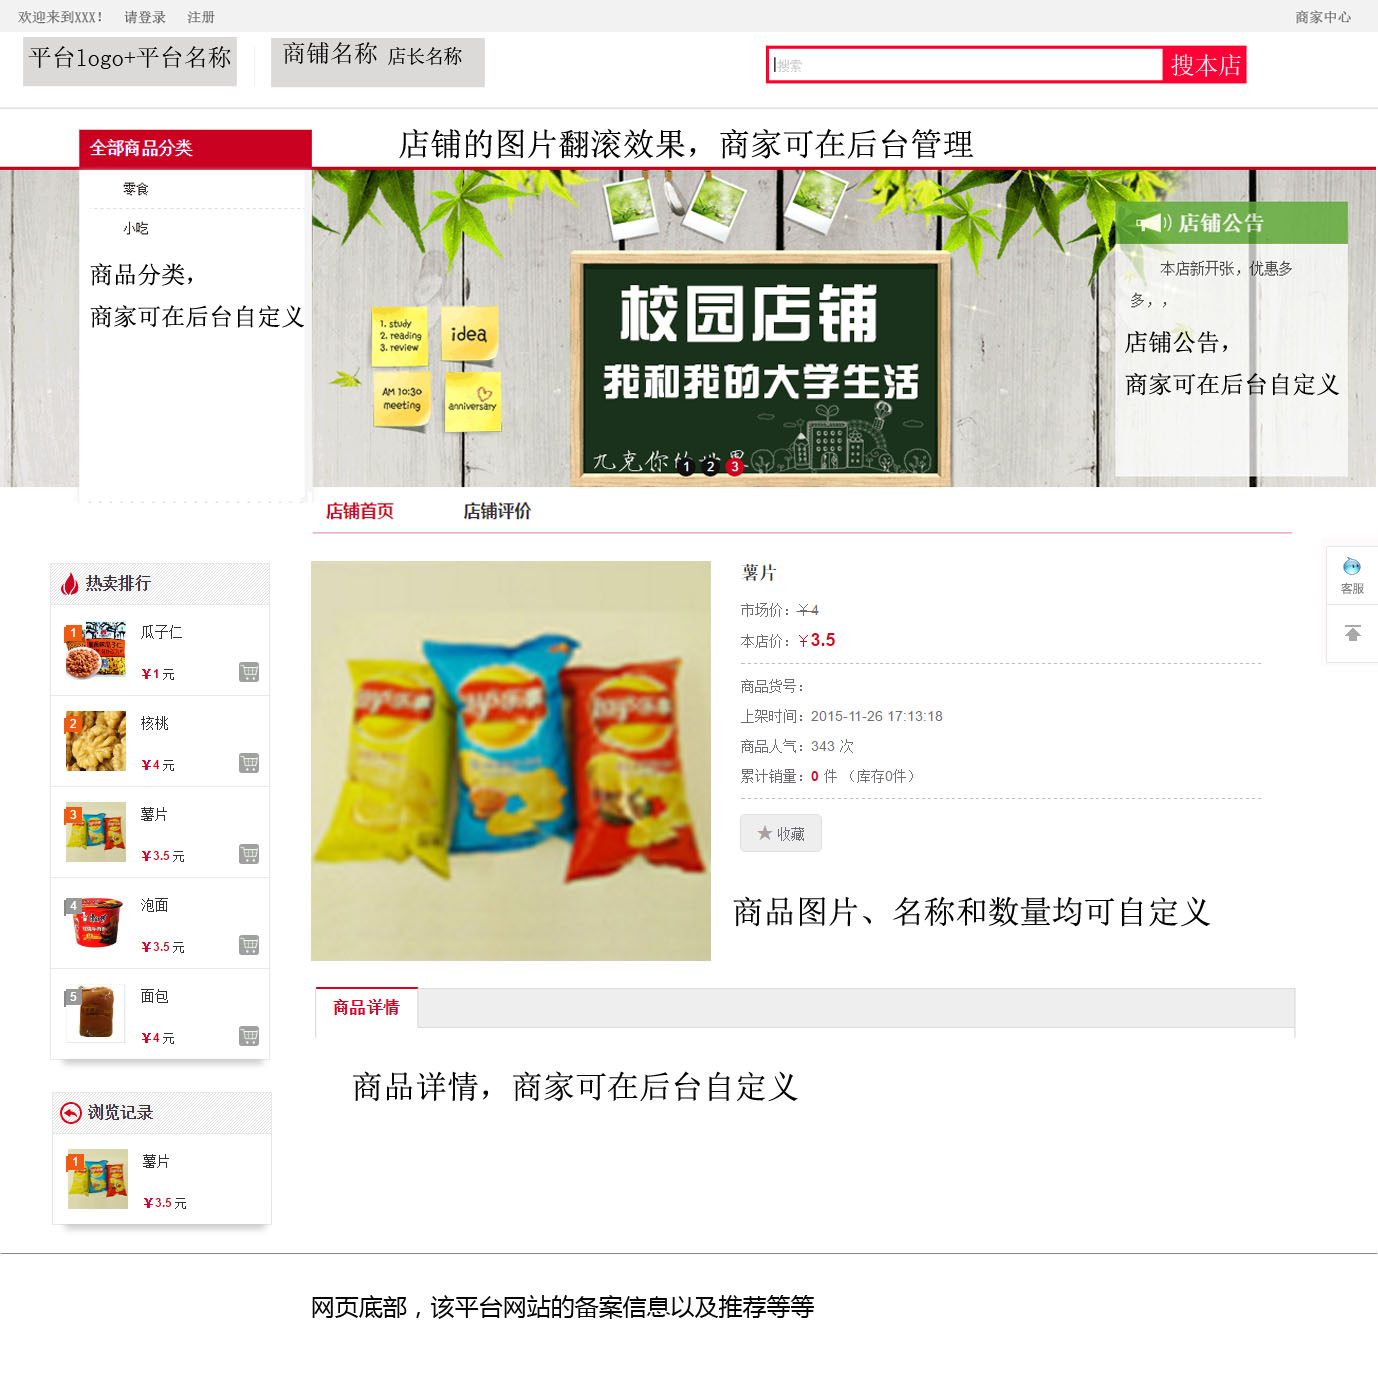 欢迎来到XXX！ 请登录 注册 商家中心
平台logo+平台名称 商铺名称 店长名称
搜索 搜本店
全部商品分类
店铺的图片翻滚效果，商家可在后台管理
零食
小吃
商品分类，
商家可在后台自定义
1. study
2. reading
3. review
idea
AM 10:30
meeting
anniversary
校园店铺
我和我的大学生活
九克你的世界
1 2 3
店铺公告
本店新开张，优惠多
多，，
店铺公告，
商家可在后台自定义
店铺首页 店铺评价
客服
热卖排行
1 瓜子仁
¥1元
2 核桃
¥4元
3 薯片
¥3.5元
4 泡面
¥3.5元
5 面包
¥4元
浏览记录
1 薯片
¥3.5元
薯片
市场价：¥4
本店价：¥3.5
商品货号：
上架时间：2015-11-26 17:13:18
商品人气：343 次
累计销量：0 件 （库存0件）
收藏
商品图片、名称和数量均可自定义
商品详情
商品详情，商家可在后台自定义
网页底部，该平台网站的备案信息以及推荐等等